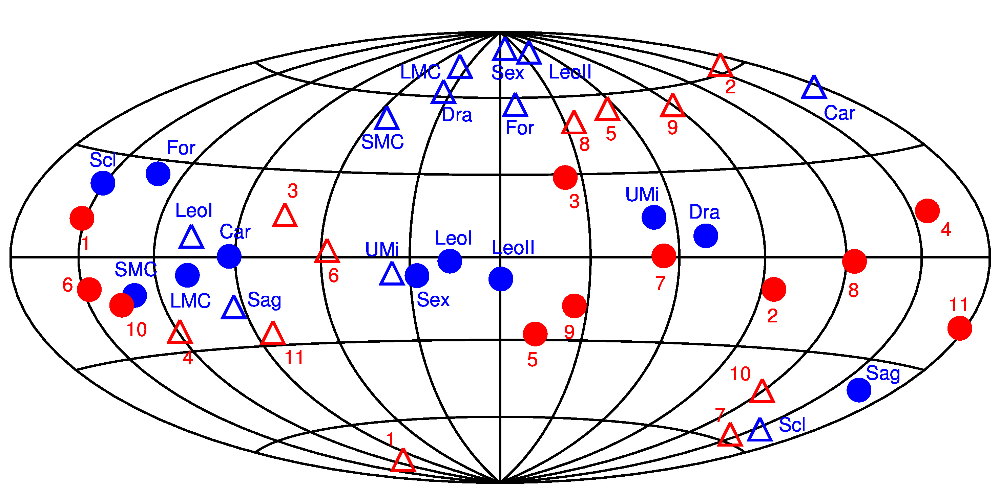 LMC
Sex
LeoII
2
Dra
Car
SMC
For
8
5
9
Scl
For
3
3
UMi
Dra
4
1
LeoI
Car
UMi
LeoI
LeoII
6
SMC
6
LMC
Sag
Sex
7
8
2
11
10
9
5
4
11
10
Sag
7
Scl
1